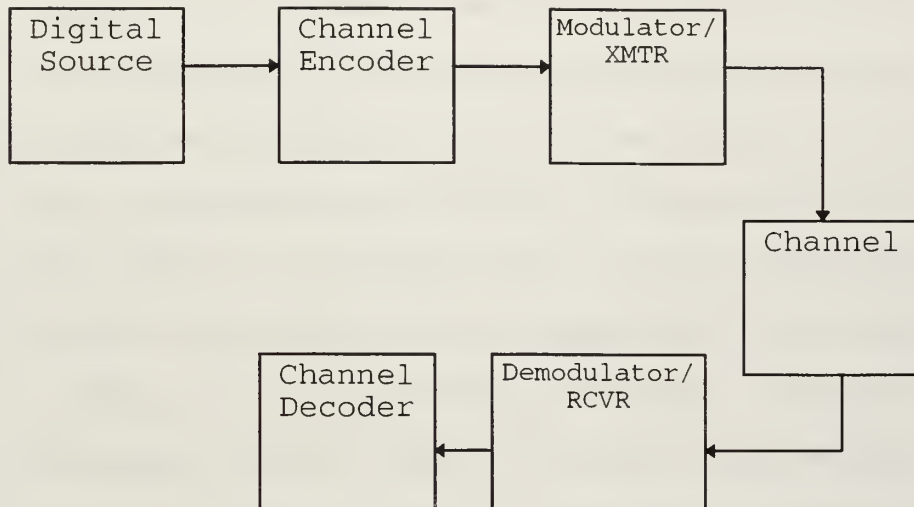 Digital
Source
Channel
Encoder
Modulator/
XMTR
Channel
Channel
Decoder
Demodulator/
RCVR